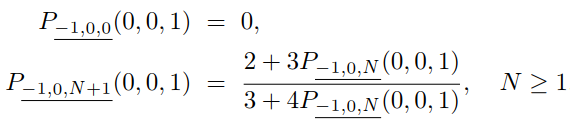 P_{\underline{-1,0,0}}(0, 0, 1) = 0,
P_{\underline{-1,0,N+1}}(0, 0, 1) = \frac{2 + 3P_{\underline{-1,0,N}}(0, 0, 1)}{3 + 4P_{\underline{-1,0,N}}(0, 0, 1)}, N ≥ 1